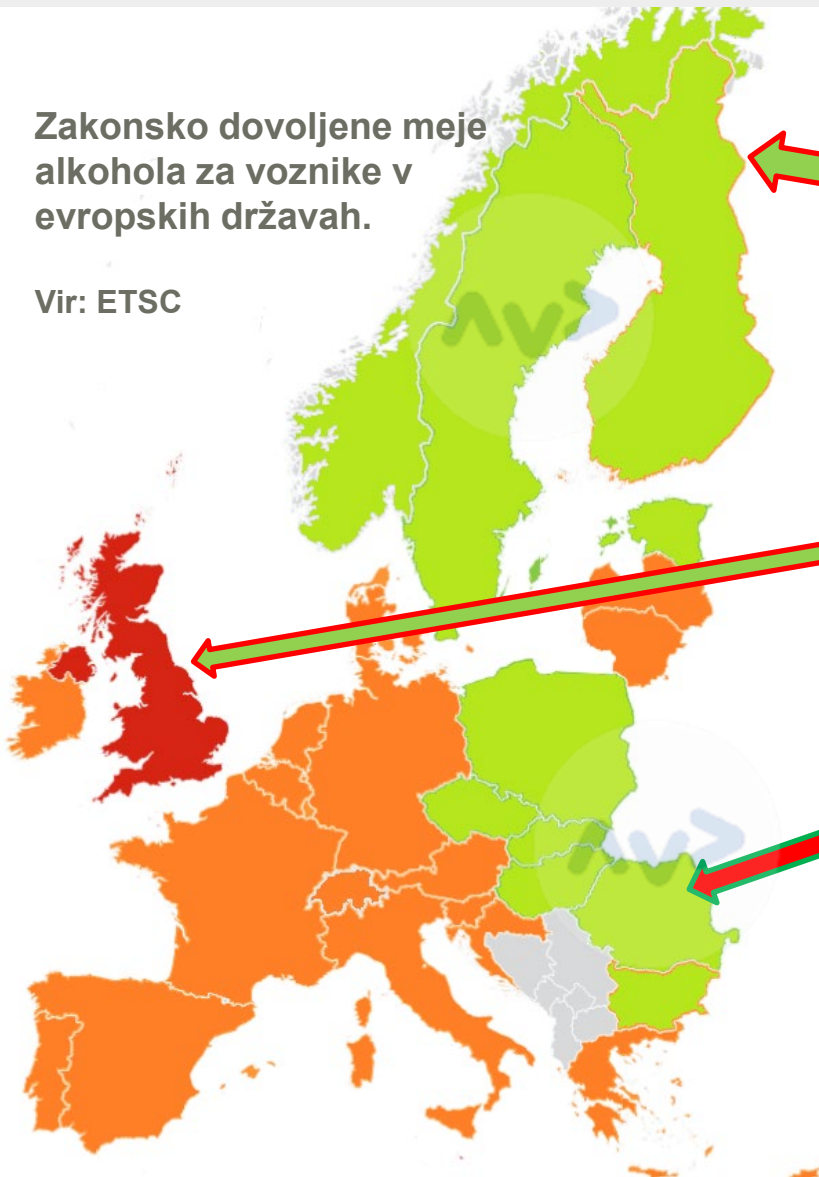 Zakonsko dovoljene meje
alkohola za voznike v
evropskih državah.
Vir: ETSC